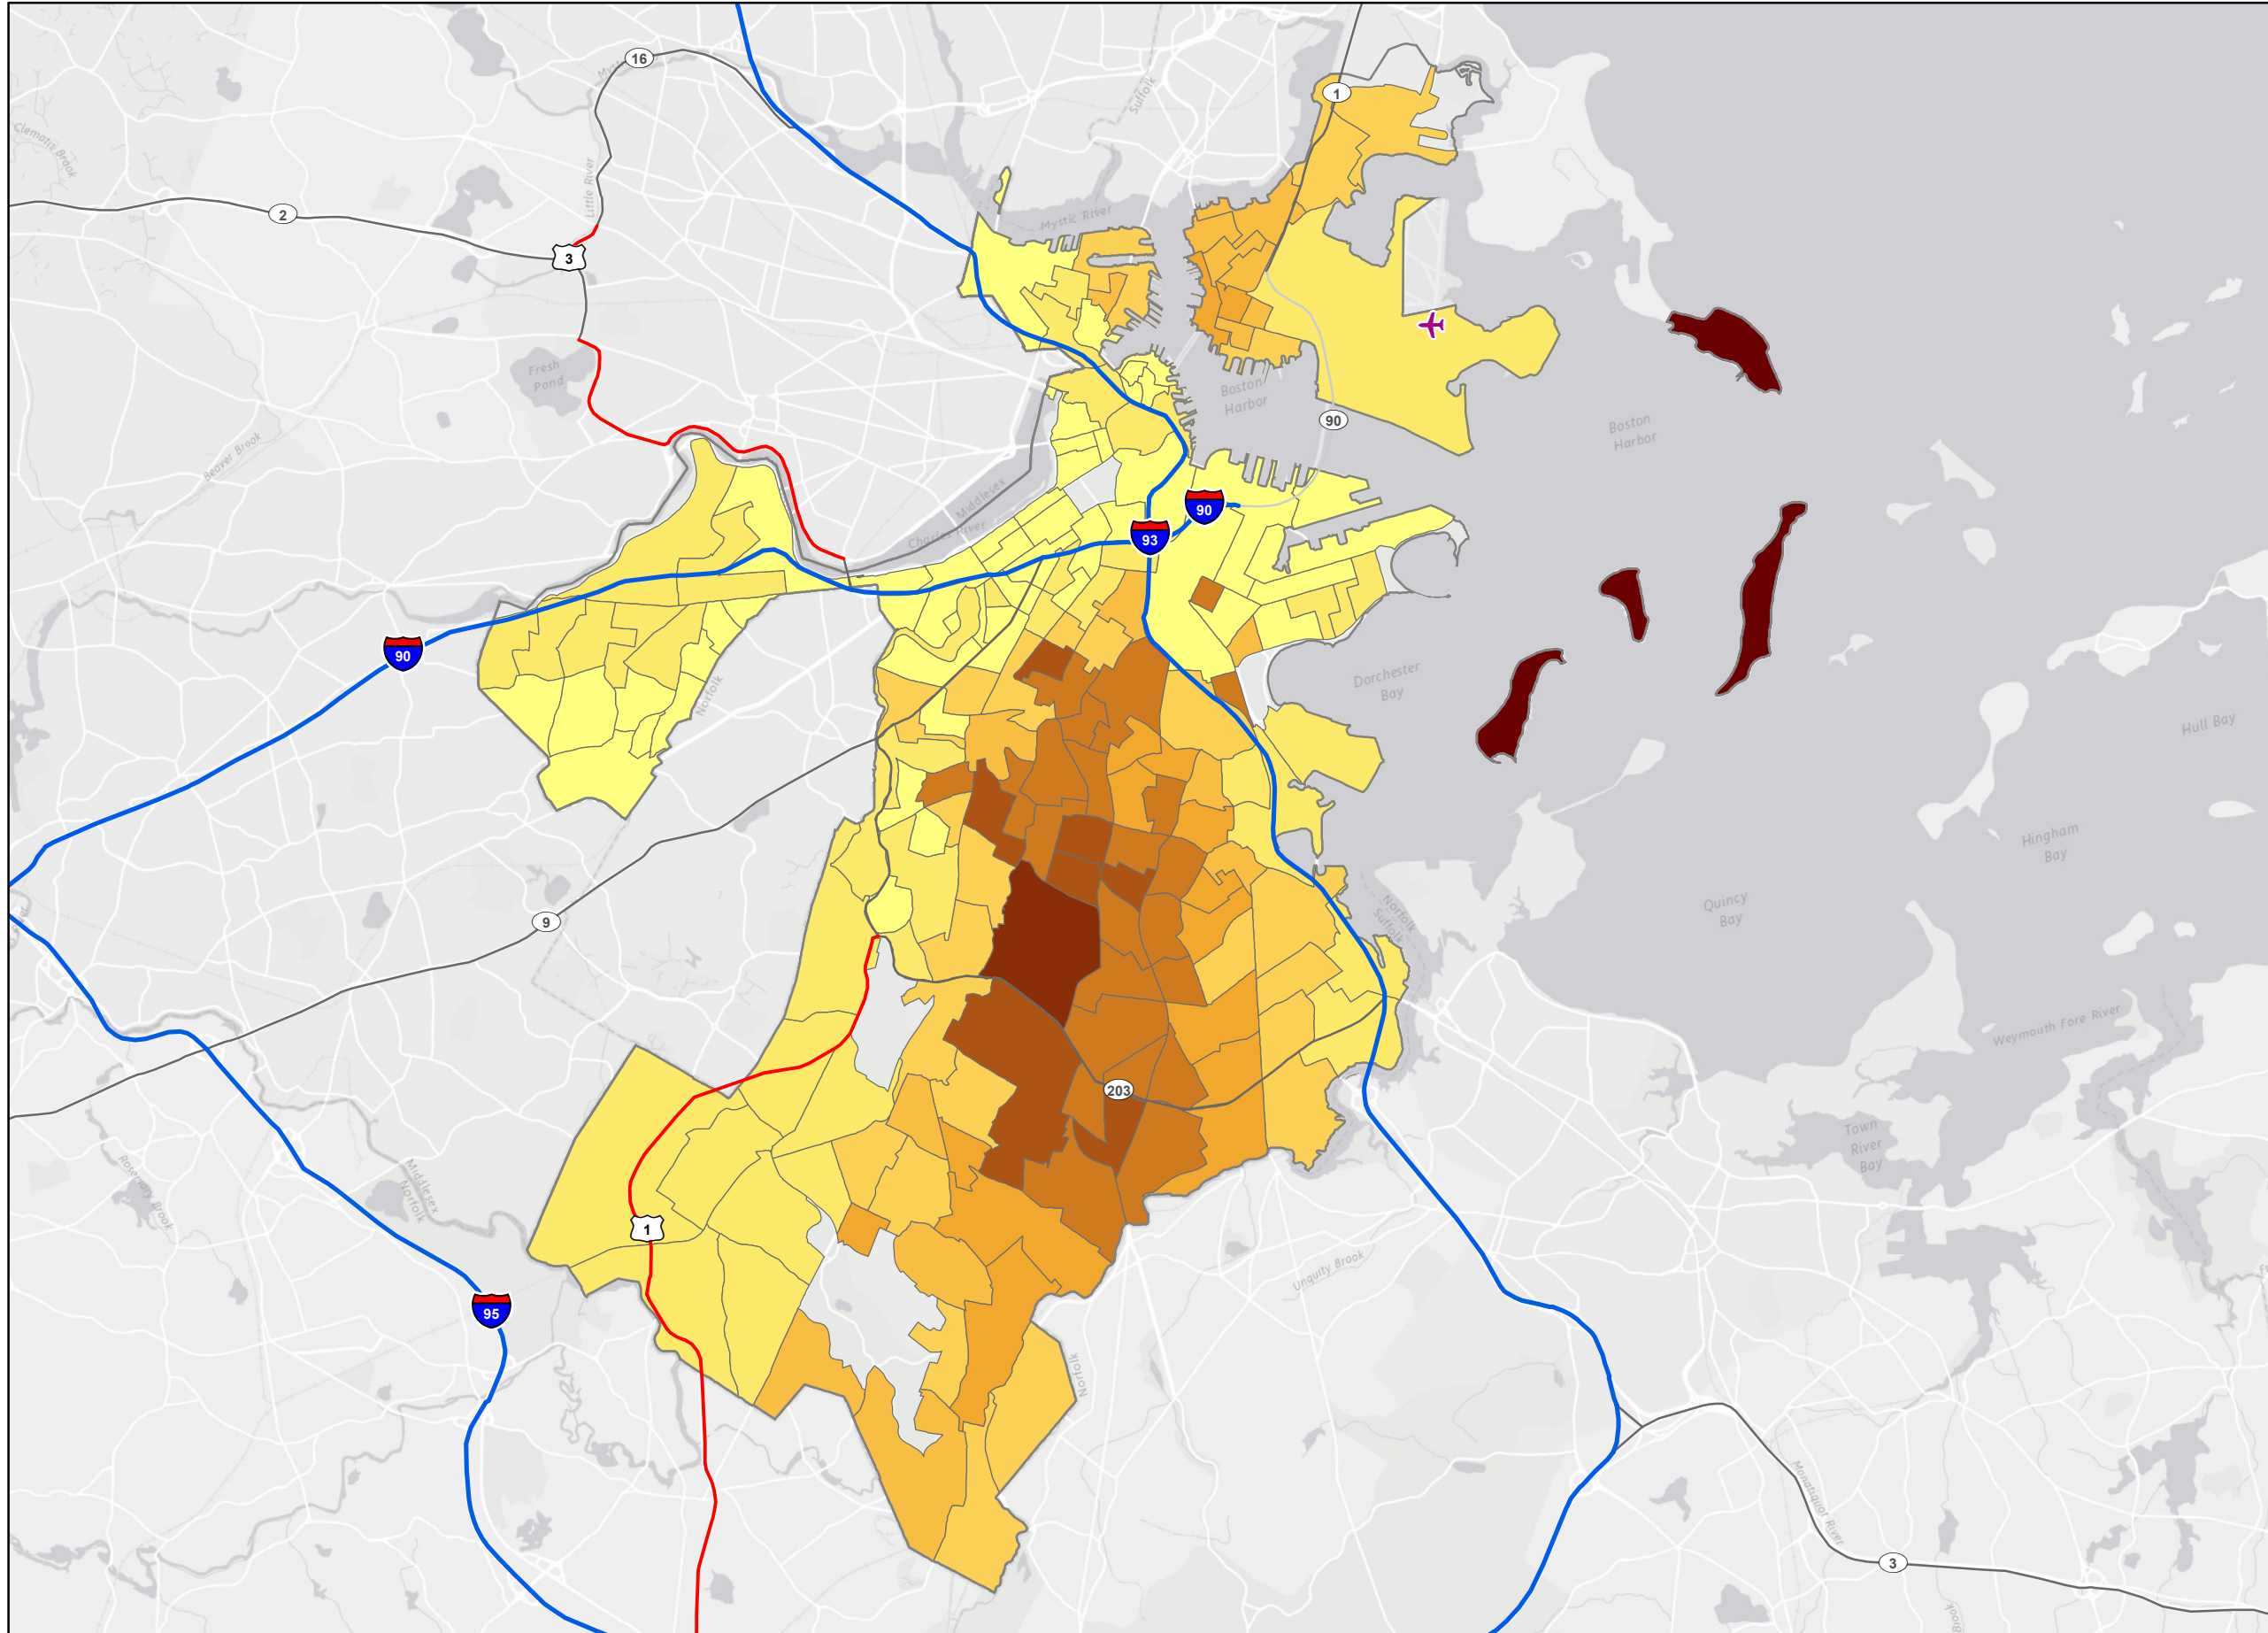 16
Mystic
Suffolk
1
Clematis Brook
Little River
2
3
Mystic River
Fresh
Pond
Boston
Harbor
90
Boston
Harbor
Beaver Brook
Middlesex
Charles River
90
93
90
Norfolk
Dorchester
Bay
Hull Bay
Hingham
Bay
Quincy
Bay
Norfolk
Suffolk
9
Weymouth Fore River
203
Town
River
Bay
Rosemary Brook
Middlesex
Norfolk
1
Unquity Brook
95
Norfolk
Monatiquot River
3
Brook